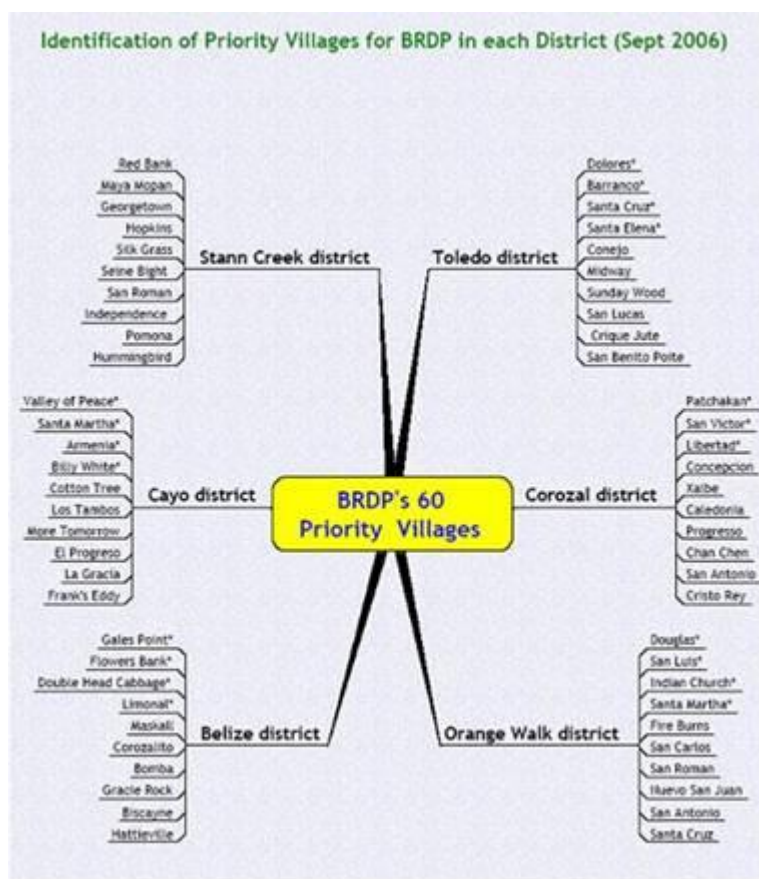 Identification of Priority Villages for BRDP in each District (Sept 2006)
Red Bank
Maya Mopan
Georgetown
Hopkins
Silk Grass
Seine Bight
San Roman
Independence
Pomona
Hummingbird
Stann Creek district
Toledo district
Dolores*
Barranco*
Santa Cruz*
Santa Elena*
Conejo
Midway
Sunday Wood
San Lucas
Crique Jute
San Benito Poite
Valley of Peace*
Santa Martha*
Armenia*
Billy White*
Cotton Tree
Los Tambos
More Tomorrow
El Progreso
La Gracia
Frank's Eddy
Cayo district
BRDP's 60
Priority Villages
Corozal district
Patchakan*
San Victor*
Libertad*
Concepcion
Xaibe
Caledonia
Progresso
Chan Chen
San Antonio
Cristo Rey
Gales Point*
Flowers Bank*
Double Head Cabbage*
Limonal*
Maskall
Corozalito
Bomba
Gracie Rock
Biscayne
Hattieville
Belize district
Orange Walk district
Douglas*
San Luis*
Indian Church*
Santa Martha*
Fire Burns
San Carlos
San Roman
Nuevo San Juan
San Antonio
Santa Cruz